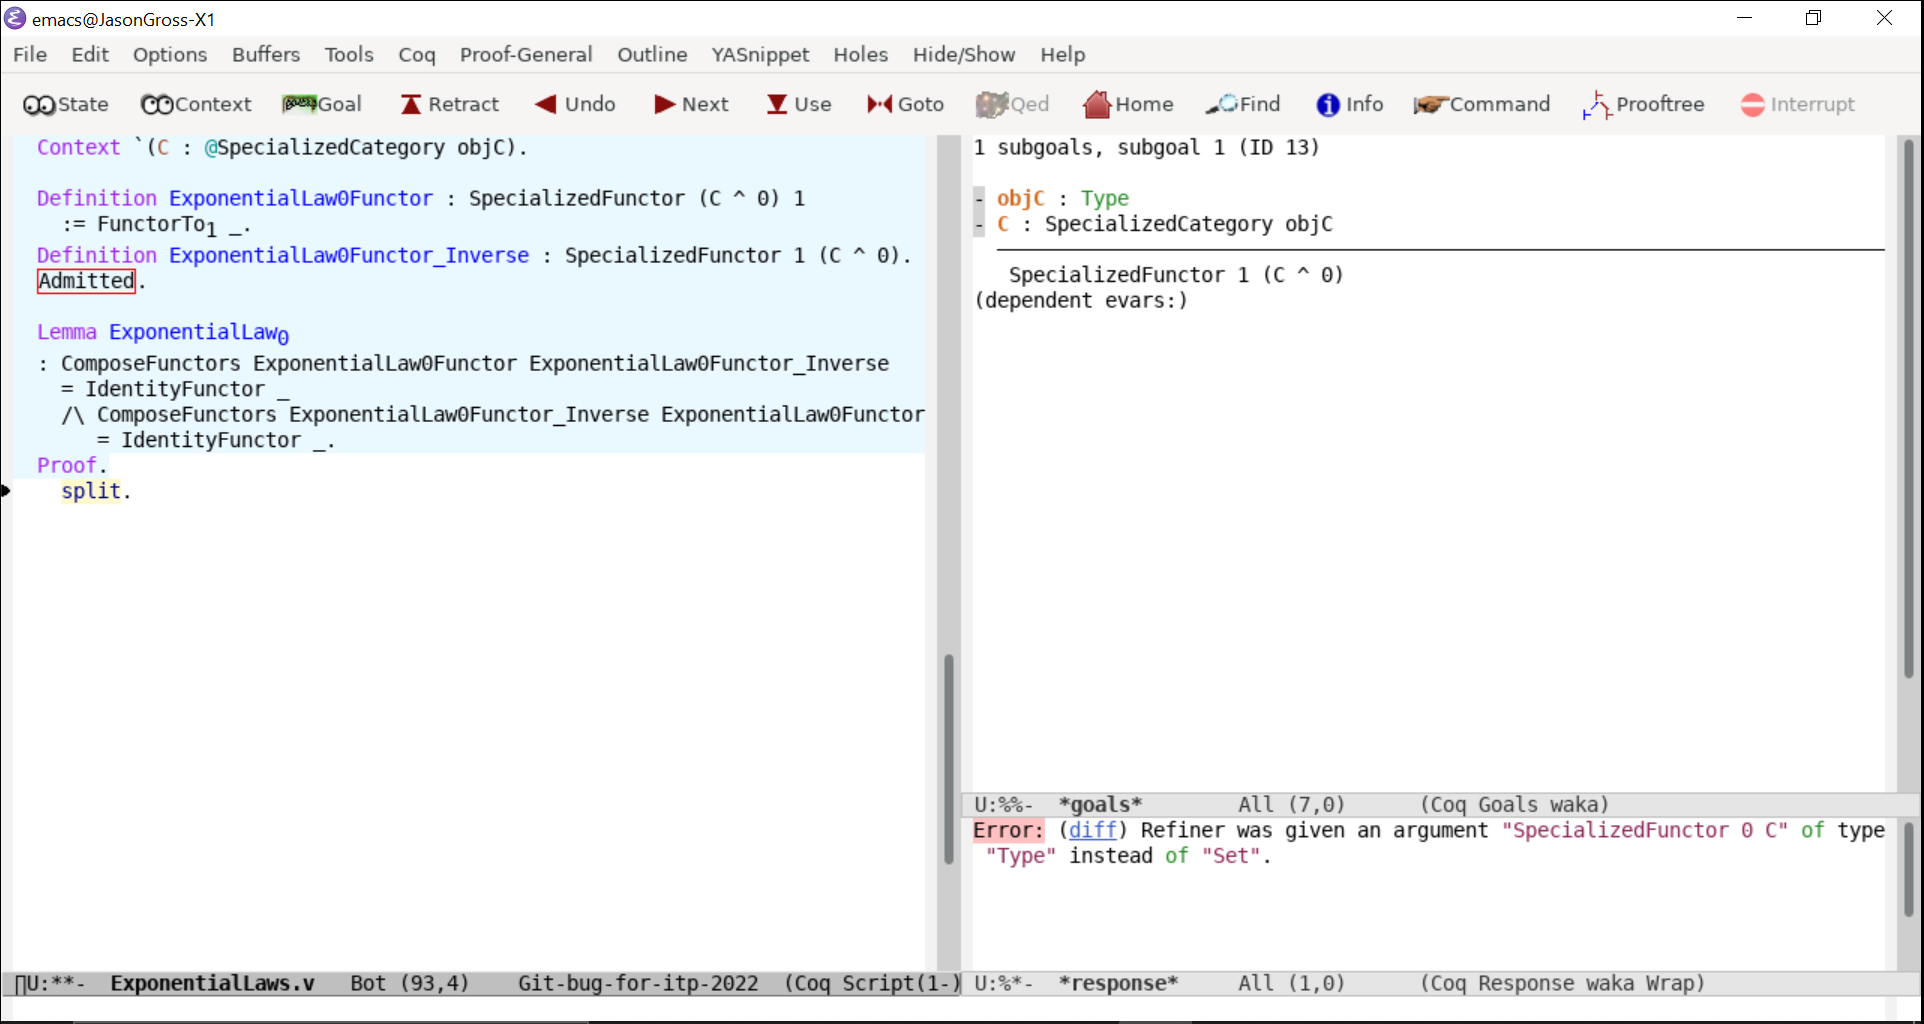 emacs@JasonGross-X1
File Edit Options Buffers Tools Coq Proof-General Outline YASnippet Holes Hide/Show Help
State Context Goal Retract Undo Next Use Goto Qed Home Find Info Command Prooftree Interrupt
Context `(C : @SpecializedCategory objC).
Definition ExponentialLaw0Functor : SpecializedFunctor (C ^ 0) 1
:= FunctorTo1 _.
Definition ExponentialLaw0Functor_Inverse : SpecializedFunctor 1 (C ^ 0).
Admitted.
Lemma ExponentialLaw0
: ComposeFunctors ExponentialLaw0Functor ExponentialLaw0Functor_Inverse
= IdentityFunctor _
/\ ComposeFunctors ExponentialLaw0Functor_Inverse ExponentialLaw0Functor
= IdentityFunctor _.
Proof.
split.
U:**- ExponentialLaws.v Bot (93,4) Git-bug-for-itp-2022 (Coq Script(1-)
1 subgoals, subgoal 1 (ID 13)
- objC : Type
- C : SpecializedCategory objC
SpecializedFunctor 1 (C ^ 0)
(dependent evars:)
U:%%- *goals* All (7,0) (Coq Goals waka)
Error: (diff) Refiner was given an argument "SpecializedFunctor 0 C" of type
"Type" instead of "Set".
U:%*- *response* All (1,0) (Coq Response waka Wrap)